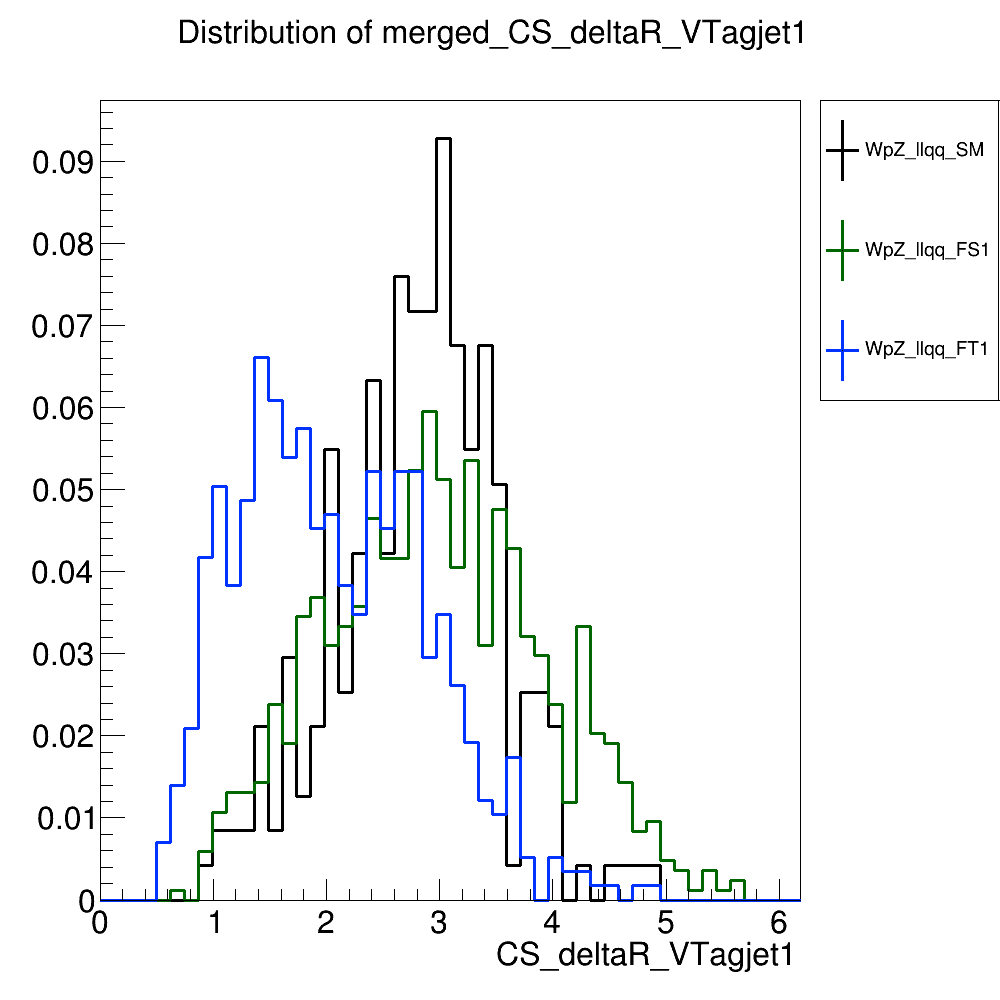 Distribution of merged_CS_deltaR_VTagjet1
WpZ_llqq_SM
WpZ_llqq_FS1
WpZ_llqq_FT1
0.09
0.08
0.07
0.06
0.05
0.04
0.03
0.02
0.01
0
0 1 2 3 4 5 6
CS_deltaR_VTagjet1